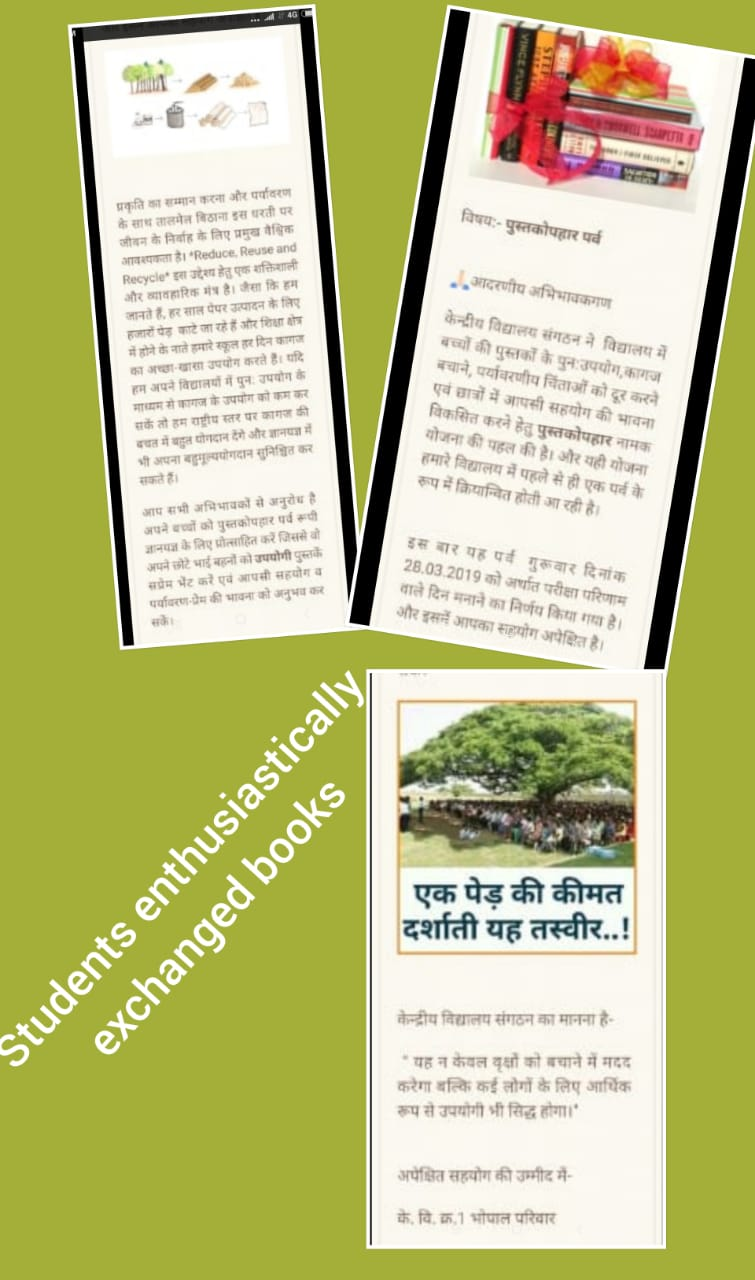 4G
प्रकृति का सम्मान करना और पर्यावरण
के साथ तालमेल बिठाना इस धरती पर
जीवन के निर्वाह के लिए प्रमुख वैश्विक
आवश्यकता है। *Reduce, Reuse and
Recycle* इस उद्देश्य हेतु एक शक्तिशाली
और व्यावहारिक मंत्र है। जैसा कि हम
जानते हैं, हर साल पेपर उत्पादन के लिए
हजारों पेड़ काटे जा रहे हैं और शिक्षा क्षेत्र
में होने के नाते हमारे स्कूल हर दिन कागज
का अच्छा-खासा उपयोग करते हैं। यदि
हम अपने विद्यालयों में पुन: उपयोग के
माध्यम से कागज के उपयोग को कम कर
सकें तो हम राष्ट्रीय स्तर पर कागज की
बचत में बहुत योगदान देंगे और ज्ञानयज्ञ में
भी अपना बहुमूल्ययोगदान सुनिश्चित कर
सकते हैं।
आप सभी अभिभावकों से अनुरोध है
अपने बच्चों को पुस्तकोपहार पर्व रूपी
ज्ञानयज्ञ के लिए प्रोत्साहित करें जिससे वो
अपने छोटे भाई बहनों को उपयोगी पुस्तकें
सप्रेम भेंट करें एवं आपसी सहयोग व
पर्यावरण-प्रेम की भावना को अनुभव कर
सकें।
VINCE FLYNN
विषय:- पुस्तकोपहार पर्व
🙏🏻आदरणीय अभिभावकगण
केन्द्रीय विद्यालय संगठन ने विद्यालय में
बच्चों की पुस्तकों के पुन:उपयोग,कागज
बचाने, पर्यावरणीय चिंताओं को दूर करने
एवं छात्रों में आपसी सहयोग की भावना
विकसित करने हेतु पुस्तकोपहार नामक
योजना की पहल की है। और यही योजना
हमारे विद्यालय में पहले से ही एक पर्व के
रूप में क्रियान्वित होती आ रही है।
इस बार यह पर्व गुरूवार दिनांक
28.03.2019 को अर्थात परीक्षा परिणाम
वाले दिन मनाने का निर्णय किया गया है।
और इसमें आपका सहयोग अपेक्षित है।
Students enthusiastically
exchanged books
एक पेड़ की कीमत
दर्शाती यह तस्वीर..!
केन्द्रीय विद्यालय संगठन का मानना है-
" यह न केवल वृक्षों को बचाने में मदद
करेगा बल्कि कई लोगों के लिए आर्थिक
रूप से उपयोगी भी सिद्ध होगा।"
अपेक्षित सहयोग की उम्मीद में-
के. वि. क्र.1 भोपाल परिवार